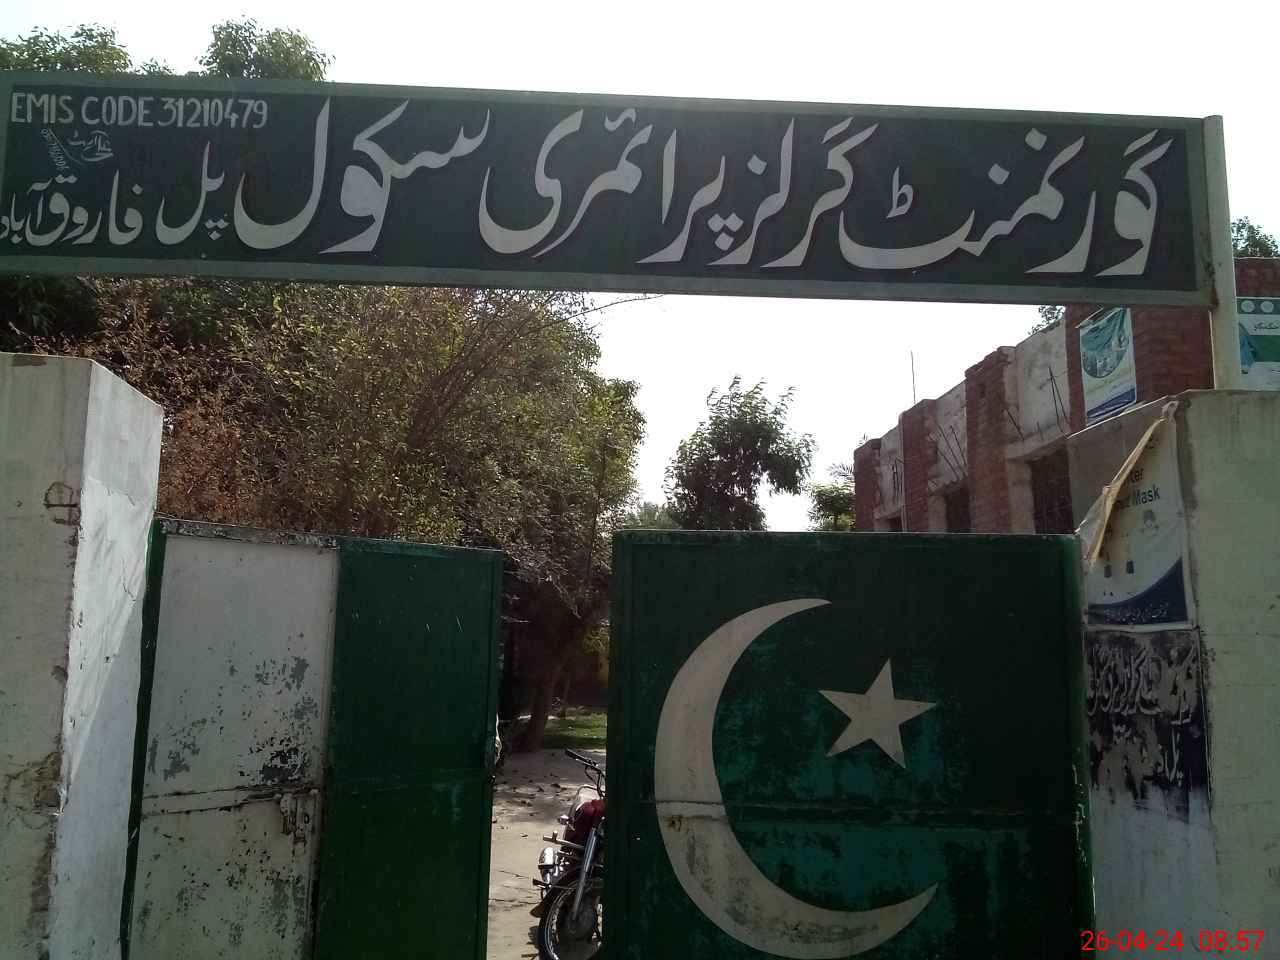 EMIS CODE 31210479
گورنمنٹ گرلز پرائمری سکول پل فاروق آباد
Mask
26-04-24 08:57